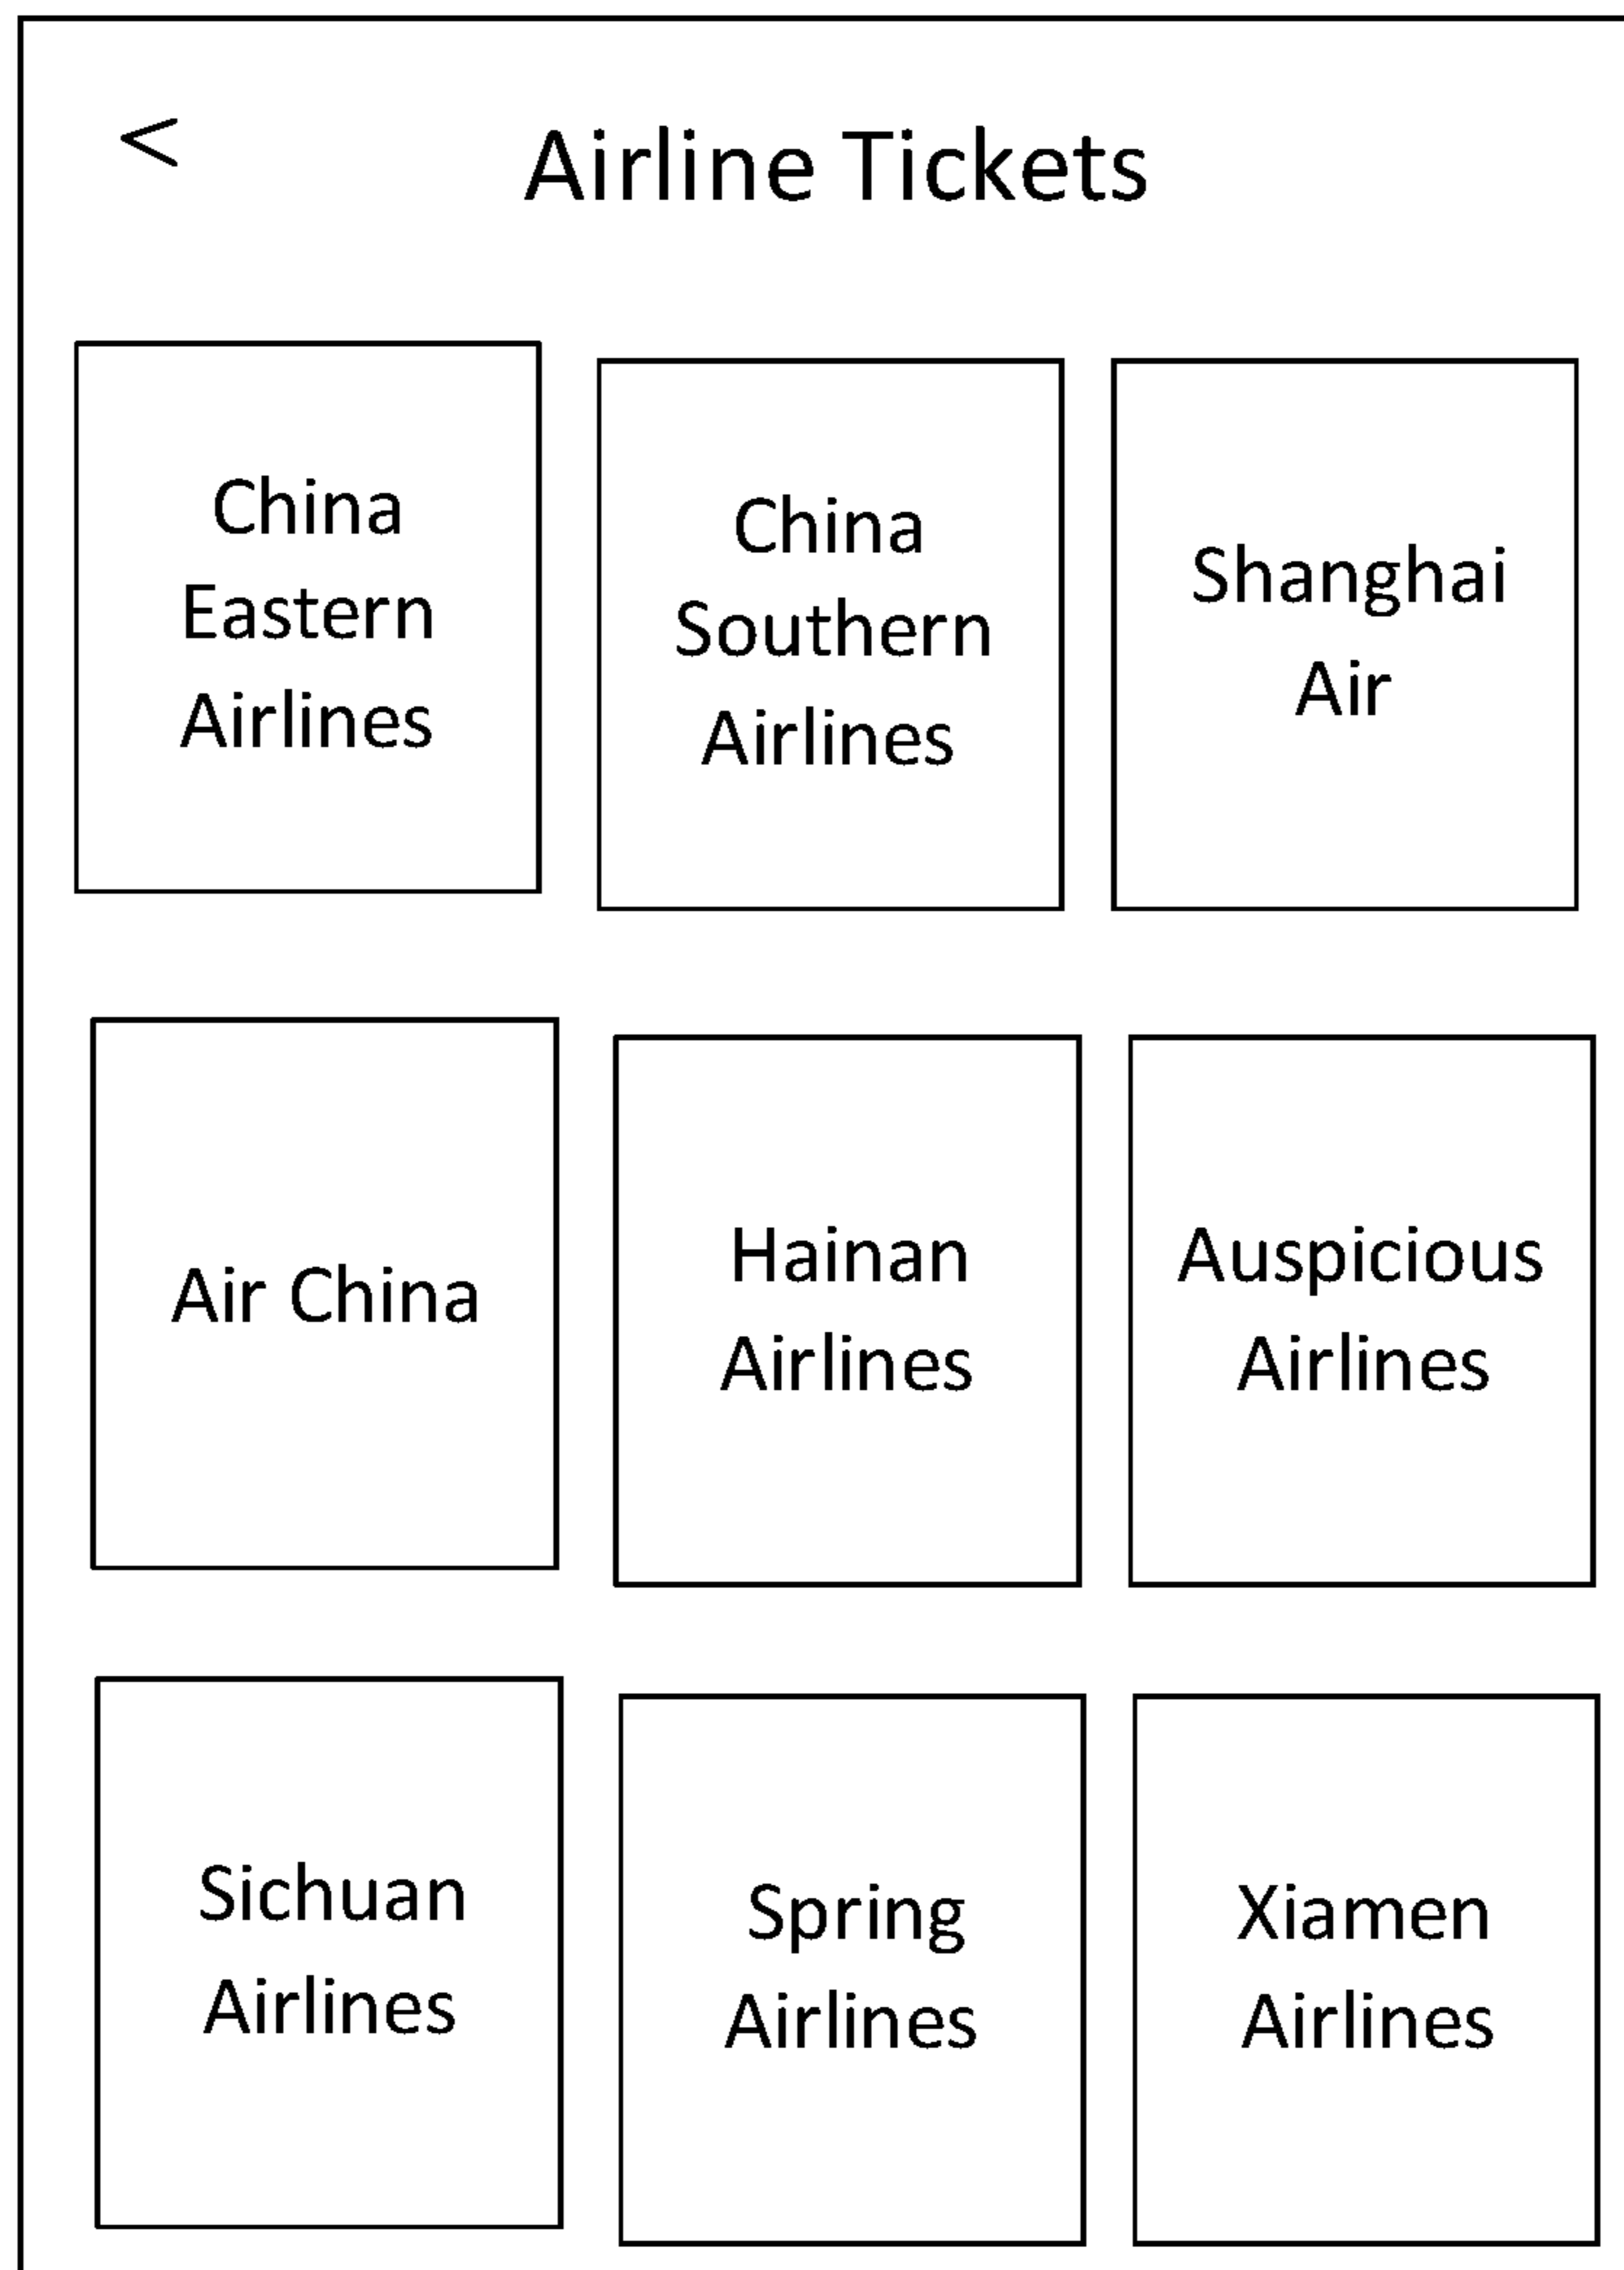 <
Airline Tickets
China
Eastern
Airlines
China
Southern
Airlines
Shanghai
Air
Air China
Hainan
Airlines
Auspicious
Airlines
Sichuan
Airlines
Spring
Airlines
Xiamen
Airlines